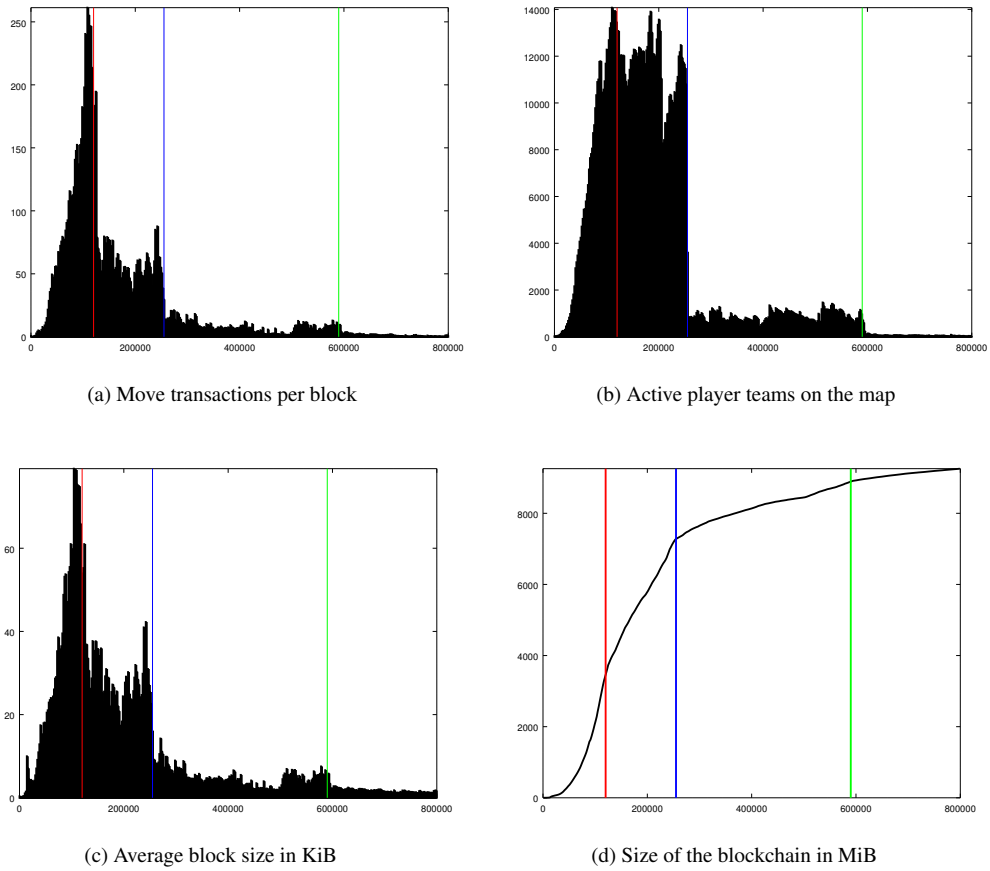 250
200
150
100
50
0
0 200000 400000 600000 800000
(a) Move transactions per block
14000
12000
10000
8000
6000
4000
2000
0
0 200000 400000 600000 800000
(b) Active player teams on the map
60
40
20
0
0 200000 400000 600000 800000
(c) Average block size in KiB
8000
6000
4000
2000
0
0 200000 400000 600000 800000
(d) Size of the blockchain in MiB